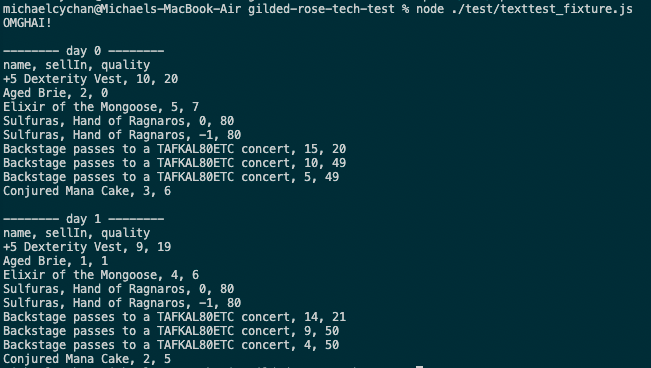 michaelcychan@Michaels-MacBook-Air gilded-rose-tech-test % node ./test/texttest_fixture.js
OMGHAI!
-------- day 0 --------
name, sellIn, quality
+5 Dexterity Vest, 10, 20
Aged Brie, 2, 0
Elixir of the Mongoose, 5, 7
Sulfuras, Hand of Ragnaros, 0, 80
Sulfuras, Hand of Ragnaros, -1, 80
Backstage passes to a TAFKAL80ETC concert, 15, 20
Backstage passes to a TAFKAL80ETC concert, 10, 49
Backstage passes to a TAFKAL80ETC concert, 5, 49
Conjured Mana Cake, 3, 6
-------- day 1 --------
name, sellIn, quality
+5 Dexterity Vest, 9, 19
Aged Brie, 1, 1
Elixir of the Mongoose, 4, 6
Sulfuras, Hand of Ragnaros, 0, 80
Sulfuras, Hand of Ragnaros, -1, 80
Backstage passes to a TAFKAL80ETC concert, 14, 21
Backstage passes to a TAFKAL80ETC concert, 9, 50
Backstage passes to a TAFKAL80ETC concert, 4, 50
Conjured Mana Cake, 2, 5